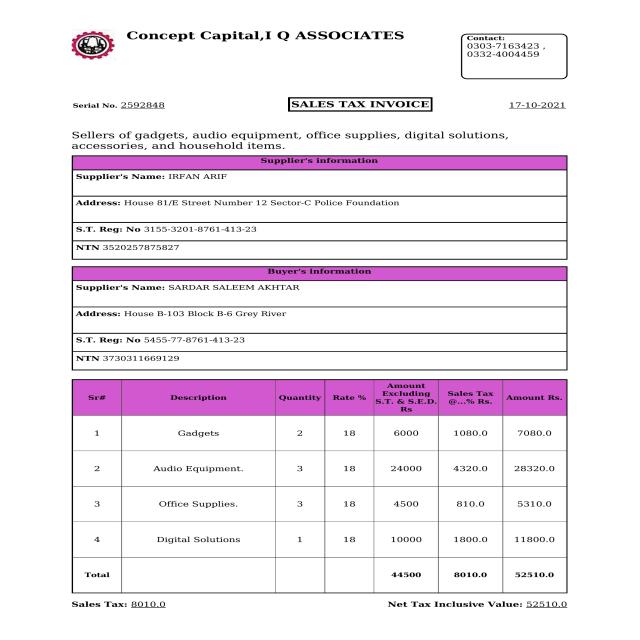 Concept Capital,I Q ASSOCIATES
Contact:
0303-7163423 ,
0332-4004459
Serial No. 2592848
SALES TAX INVOICE
17-10-2021
Sellers of gadgets, audio equipment, office supplies, digital solutions,
accessories, and household items.
Supplier's information
Supplier's Name: IRFAN ARIF
Address: House 81/E Street Number 12 Sector-C Police Foundation
S.T. Reg: No 3155-3201-8761-413-23
NTN 3520257875827
Buyer's information
Supplier's Name: SARDAR SALEEM AKHTAR
Address: House B-103 Block B-6 Grey River
S.T. Reg: No 5455-77-8761-413-23
NTN 3730311669129
Sr# Description Quantity Rate % Amount Excluding S.T. & S.E.D. Rs Sales Tax @...% Rs. Amount Rs.
1 Gadgets 2 18 6000 1080.0 7080.0
2 Audio Equipment. 3 18 24000 4320.0 28320.0
3 Office Supplies. 3 18 4500 810.0 5310.0
4 Digital Solutions 1 18 10000 1800.0 11800.0
Total 44500 8010.0 52510.0
Sales Tax: 8010.0
Net Tax Inclusive Value: 52510.0